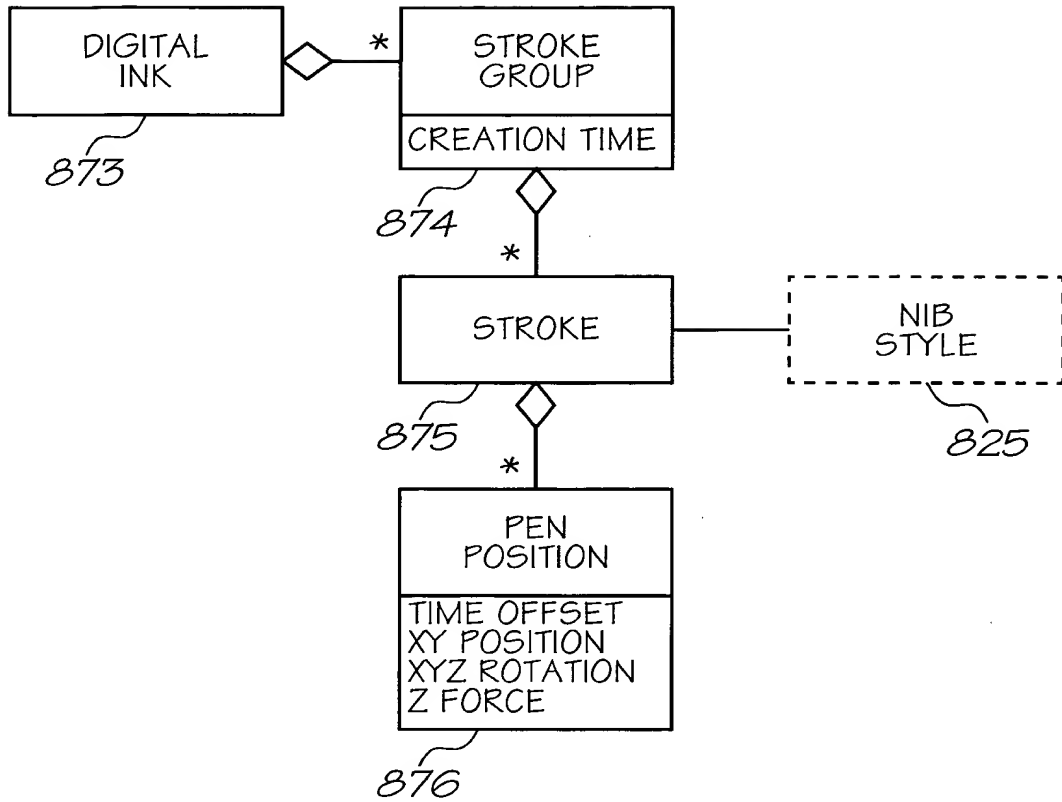 DIGITAL
INK
*
STROKE
GROUP
CREATION TIME
873
874
*
STROKE
NIB
STYLE
875
825
*
PEN
POSITION
TIME OFFSET
XY POSITION
XYZ ROTATION
Z FORCE
876